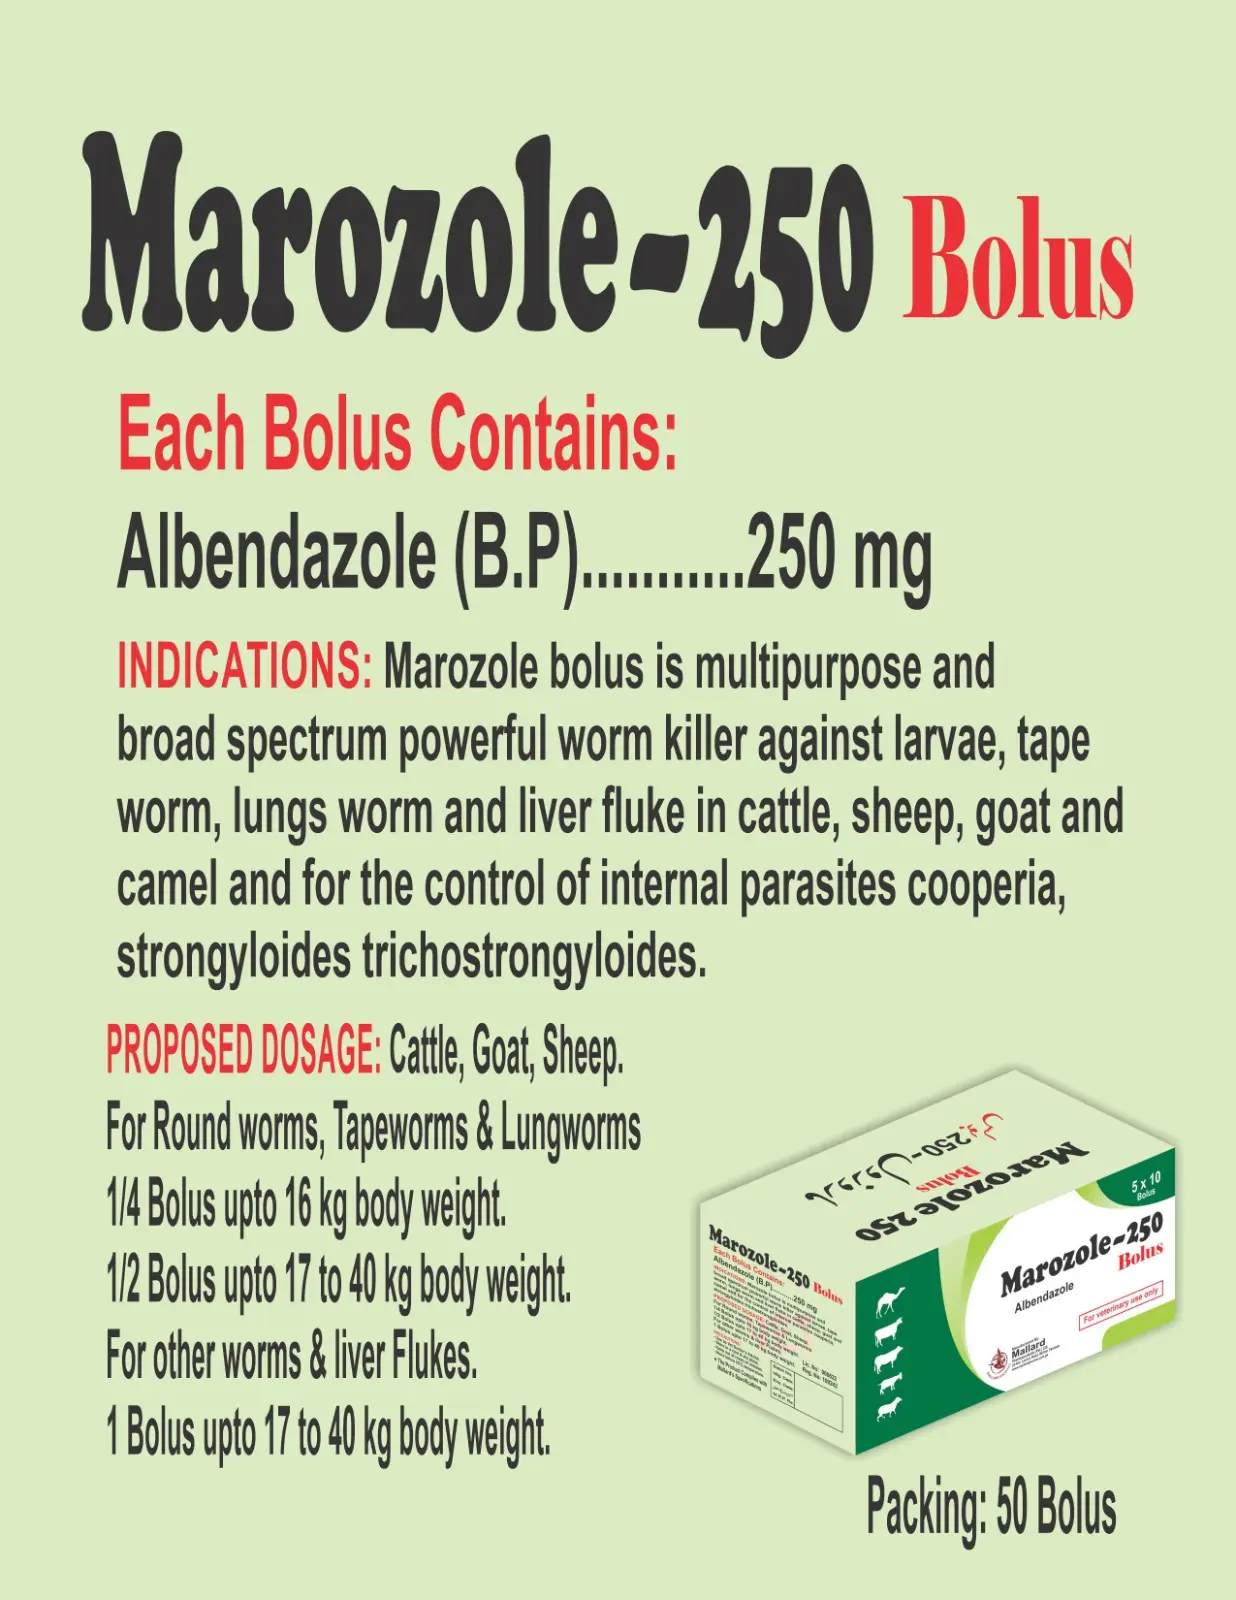 Marozole-250 Bolus
Each Bolus Contains:
Albendazole (B.P)...........250 mg
INDICATIONS: Marozole bolus is multipurpose and
broad spectrum powerful worm killer against larvae, tape
worm, lungs worm and liver fluke in cattle, sheep, goat and
camel and for the control of internal parasites cooperia,
strongyloides trichostrongyloides.
PROPOSED DOSAGE: Cattle, Goat, Sheep.
For Round worms, Tapeworms & Lungworms
1/4 Bolus upto 16 kg body weight.
1/2 Bolus upto 17 to 40 kg body weight.
For other worms & liver Flukes.
1 Bolus upto 17 to 40 kg body weight.
ماروزول-250 بولس
Marozole 250
Bolus
5 x 10
Bolus
Marozole-250
Bolus
Albendazole
For veterinary use only
Mallard
Marozole-250 Bolus
Each Bolus Contains:
Albendazole (B.P)..........250 mg
Packing: 50 Bolus